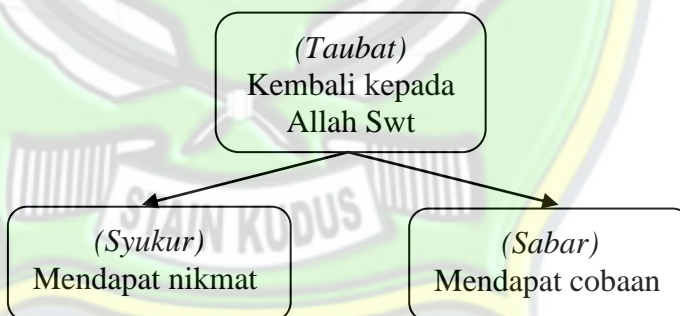 (Taubat)
Kembali kepada
Allah Swt
STAIN KUDUS
(Syukur)
Mendapat nikmat
(Sabar)
Mendapat cobaan